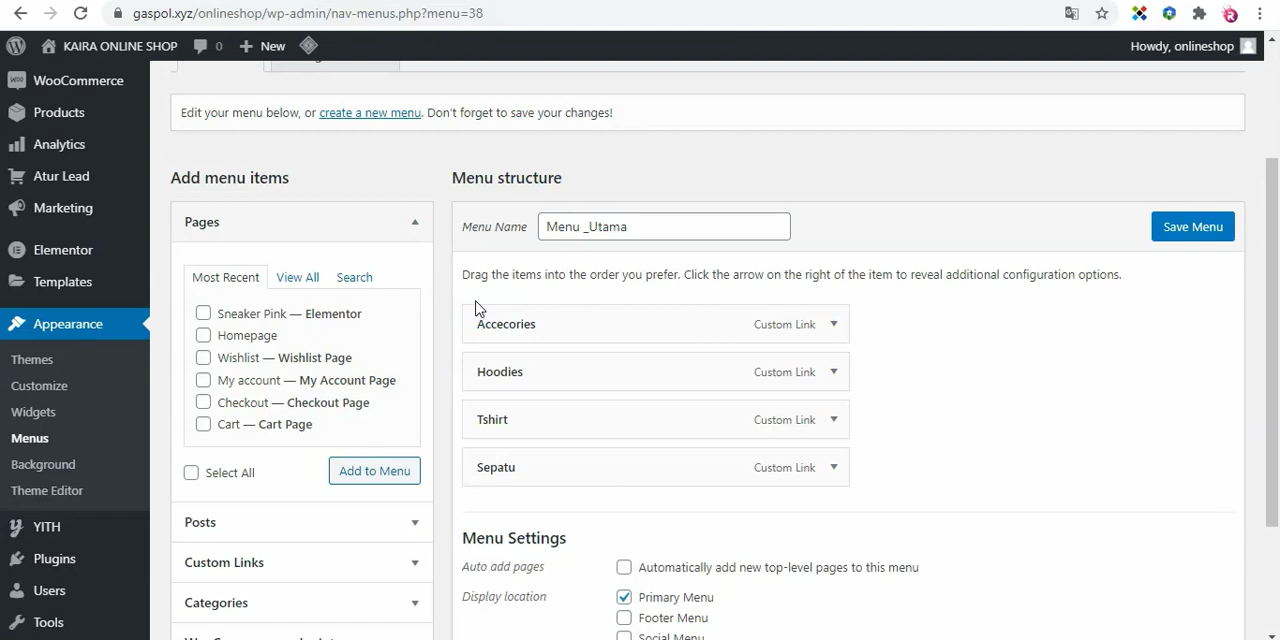 gaspol.xyz/onlineshop/wp-admin/nav-menus.php?menu=38
KAIRA ONLINE SHOP 0 New Howdy, onlineshop
WooCommerce
Products
Analytics
Atur Lead
Marketing
Elementor
Templates
Appearance
Themes
Customize
Widgets
Menus
Background
Theme Editor
YITH
Plugins
Users
Tools
Edit your menu below, or create a new menu. Don't forget to save your changes!
Add menu items
Pages
Most Recent View All Search
Sneaker Pink — Elementor
Homepage
Wishlist — Wishlist Page
My account — My Account Page
Checkout — Checkout Page
Cart — Cart Page
Select All Add to Menu
Posts
Custom Links
Categories
Menu structure
Menu Name Menu _Utama Save Menu
Drag the items into the order you prefer. Click the arrow on the right of the item to reveal additional configuration options.
Accecories Custom Link
Hoodies Custom Link
Tshirt Custom Link
Sepatu Custom Link
Menu Settings
Auto add pages Automatically add new top-level pages to this menu
Display location Primary Menu
Footer Menu
Social Menu